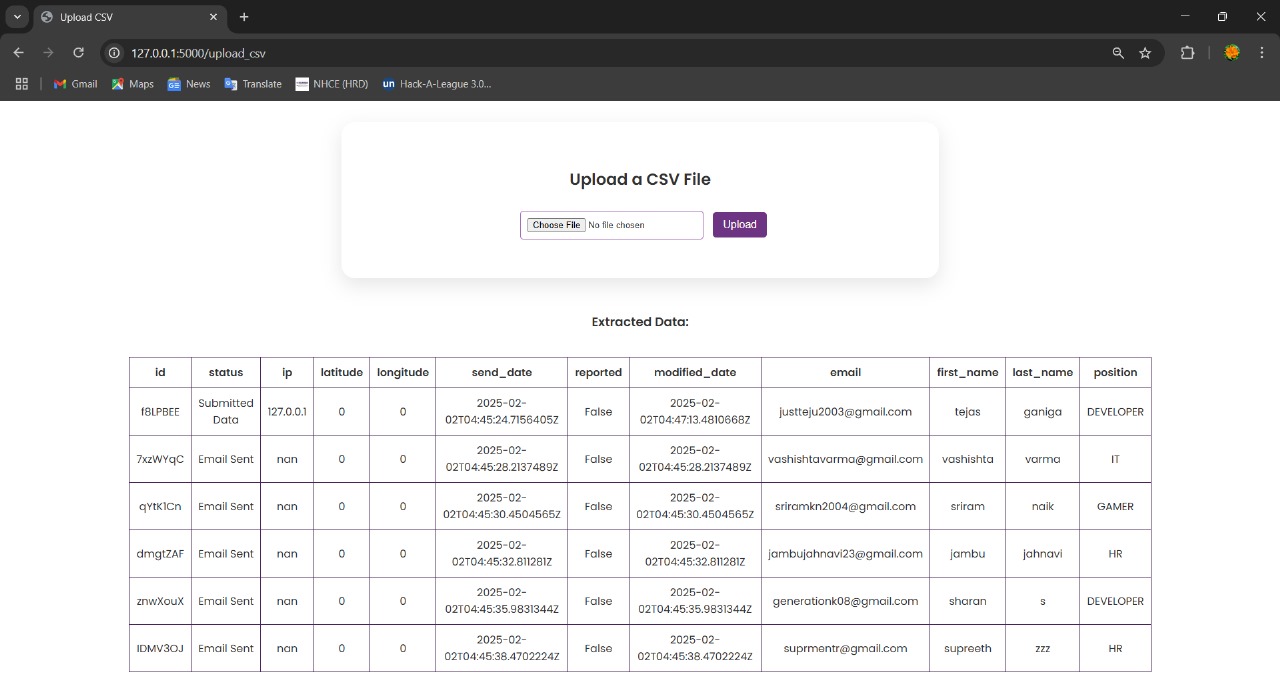 Upload CSV
127.0.0.1:5000/upload_csv
Gmail Maps News Translate NHCE (HRD) un Hack-A-League 3.0...
Upload a CSV File
Choose File No file chosen Upload
Extracted Data:
id status ip latitude longitude send_date reported modified_date email first_name last_name position
f8LPBEE Submitted Data 127.0.0.1 0 0 2025-02-02T04:45:24.7156405Z False 2025-02-02T04:47:13.4810668Z justteju2003@gmail.com tejas ganiga DEVELOPER
7xzWYqC Email Sent nan 0 0 2025-02-02T04:45:28.2137489Z False 2025-02-02T04:45:28.2137489Z vashishtavarma@gmail.com vashishta varma IT
qYtK1Cn Email Sent nan 0 0 2025-02-02T04:45:30.4504565Z False 2025-02-02T04:45:30.4504565Z sriramkn2004@gmail.com sriram naik GAMER
dmgtZAF Email Sent nan 0 0 2025-02-02T04:45:32.811281Z False 2025-02-02T04:45:32.811281Z jambujahnavi23@gmail.com jambu jahnavi HR
znwXouX Email Sent nan 0 0 2025-02-02T04:45:35.9831344Z False 2025-02-02T04:45:35.9831344Z generationk08@gmail.com sharan s DEVELOPER
IDMV3OJ Email Sent nan 0 0 2025-02-02T04:45:38.4702224Z False 2025-02-02T04:45:38.4702224Z suprmentr@gmail.com supreeth zzz HR